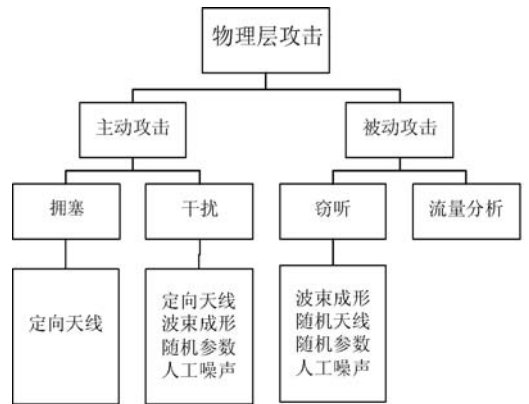 物理层攻击
主动攻击
被动攻击
拥塞
干扰
窃听
流量分析
定向天线
定向天线
波束成形
随机参数
人工噪声
波束成形
随机天线
随机参数
人工噪声